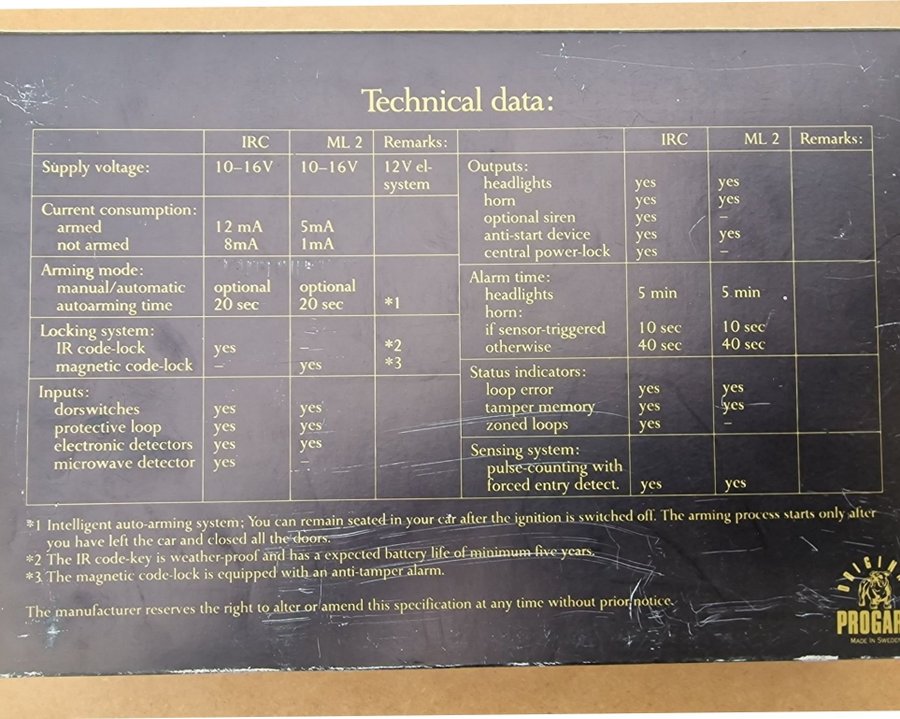 Technical data:
IRC ML 2 Remarks:
Supply voltage: 10–16V 10–16V 12V el-
system
Current consumption:
armed 12 mA 5mA
not armed 8mA 1mA
Arming mode:
manual/automatic optional optional
autoarming time 20 sec 20 sec *1
Locking system:
IR code-lock yes – *2
magnetic code-lock – yes *3
Inputs:
dorswitches yes yes
protective loop yes yes
electronic detectors yes yes
microwave detector yes –
IRC ML 2 Remarks:
Outputs:
headlights yes yes
horn yes yes
optional siren yes –
anti-start device yes yes
central power-lock yes –
Alarm time:
headlights 5 min 5 min
horn:
if sensor-triggered 10 sec 10 sec
otherwise 40 sec 40 sec
Status indicators:
loop error yes yes
tamper memory yes yes
zoned loops yes –
Sensing system:
pulse-counting with
forced entry detect. yes yes
*1 Intelligent auto-arming system; You can remain seated in your car after the ignition is switched off. The arming process starts only after
you have left the car and closed all the doors.
*2 The IR code-key is weather-proof and has a expected battery life of minimum five years.
*3 The magnetic code-lock is equipped with an anti-tamper alarm.
The manufacturer reserves the right to alter or amend this specification at any time without prior notice.
MADE IN SWEDEN